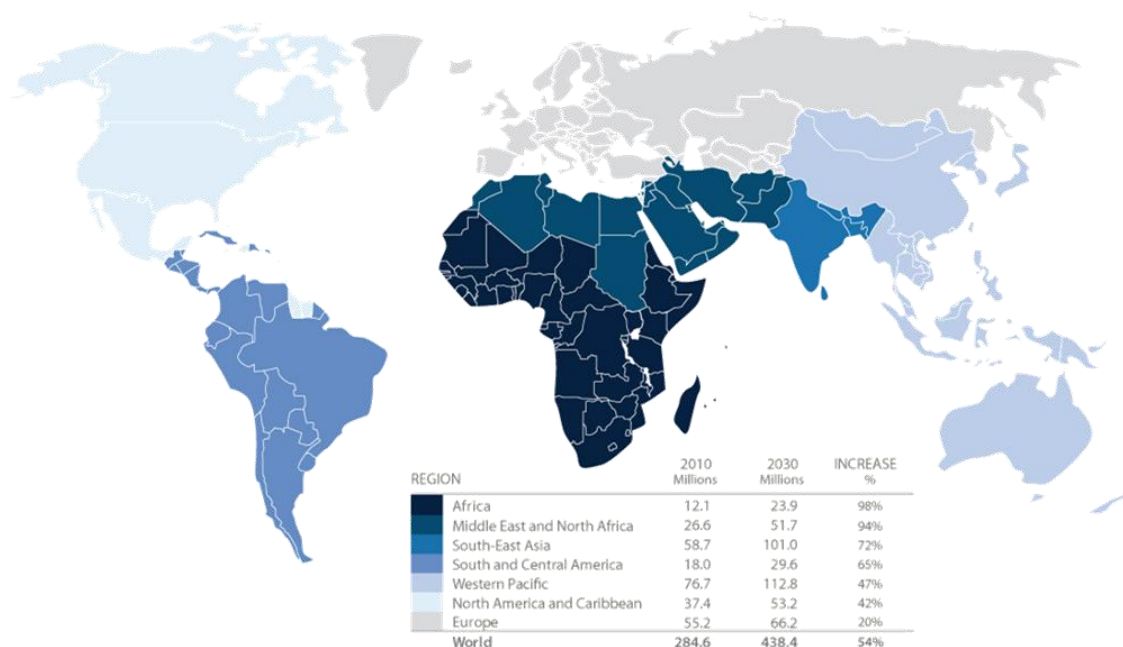 REGION 2010 Millions 2030 Millions INCREASE %
Africa 12.1 23.9 98%
Middle East and North Africa 26.6 51.7 94%
South-East Asia 58.7 101.0 72%
South and Central America 18.0 29.6 65%
Western Pacific 76.7 112.8 47%
North America and Caribbean 37.4 53.2 42%
Europe 55.2 66.2 20%
World 284.6 438.4 54%